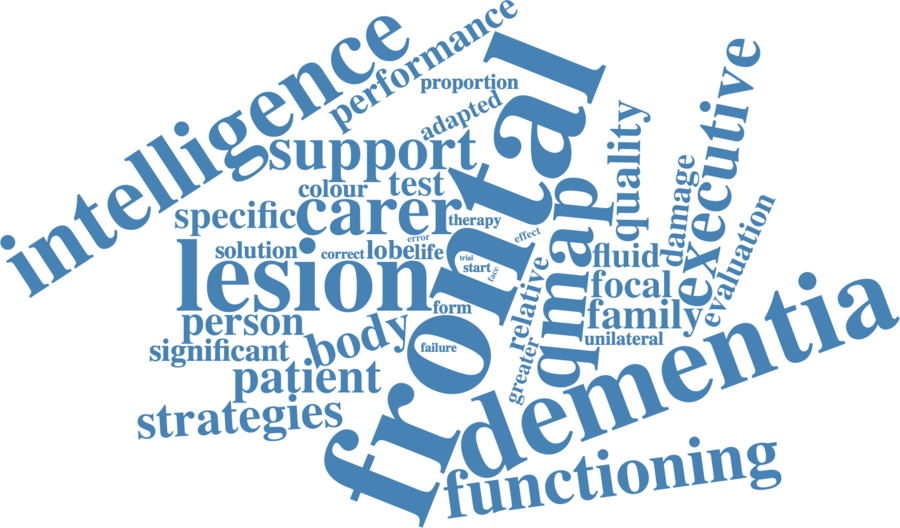 intelligence
performance
proportion
adapted
frontal
support
colour
test
specific
carer
therapy
quality
damage
executive
evaluation
solution
correct
error
lobe
life
effect
trial
start
face
lesion
qmap
fluid
focal
family
unilateral
relative
greater
form
person
body
failure
significant
patient
strategies
dementia
functioning